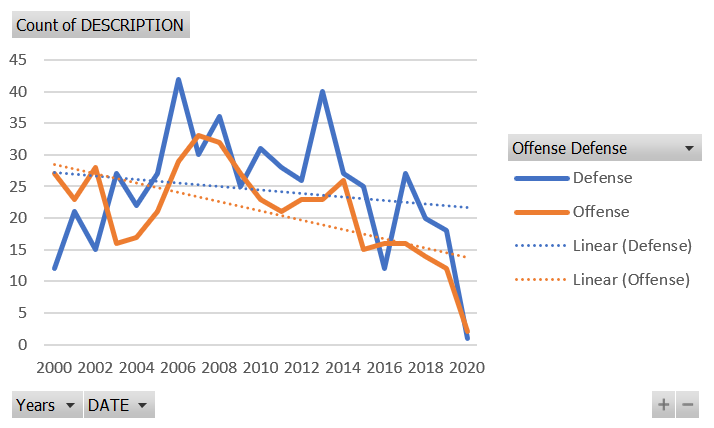 Count of DESCRIPTION
45
40
35
30
25
20
15
10
5
0
2000 2002 2004 2006 2008 2010 2012 2014 2016 2018 2020
Offense Defense
Defense
Offense
Linear (Defense)
Linear (Offense)
Years DATE
+ −